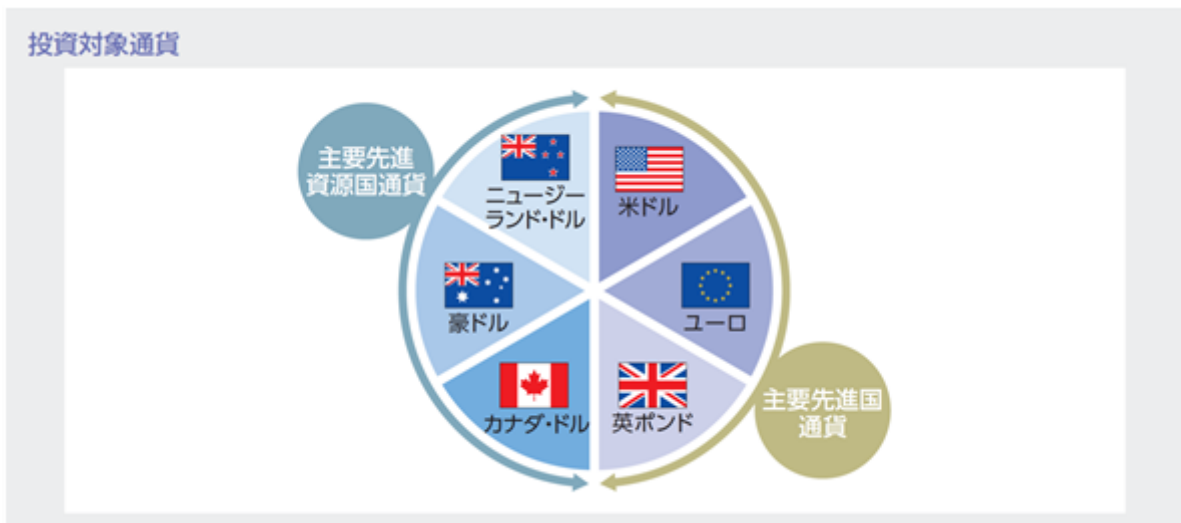 投資対象通貨
主要先進
資源国通貨
ニュージー
ランド・ドル
米ドル
豪ドル
ユーロ
カナダ・ドル
英ポンド
主要先進国
通貨